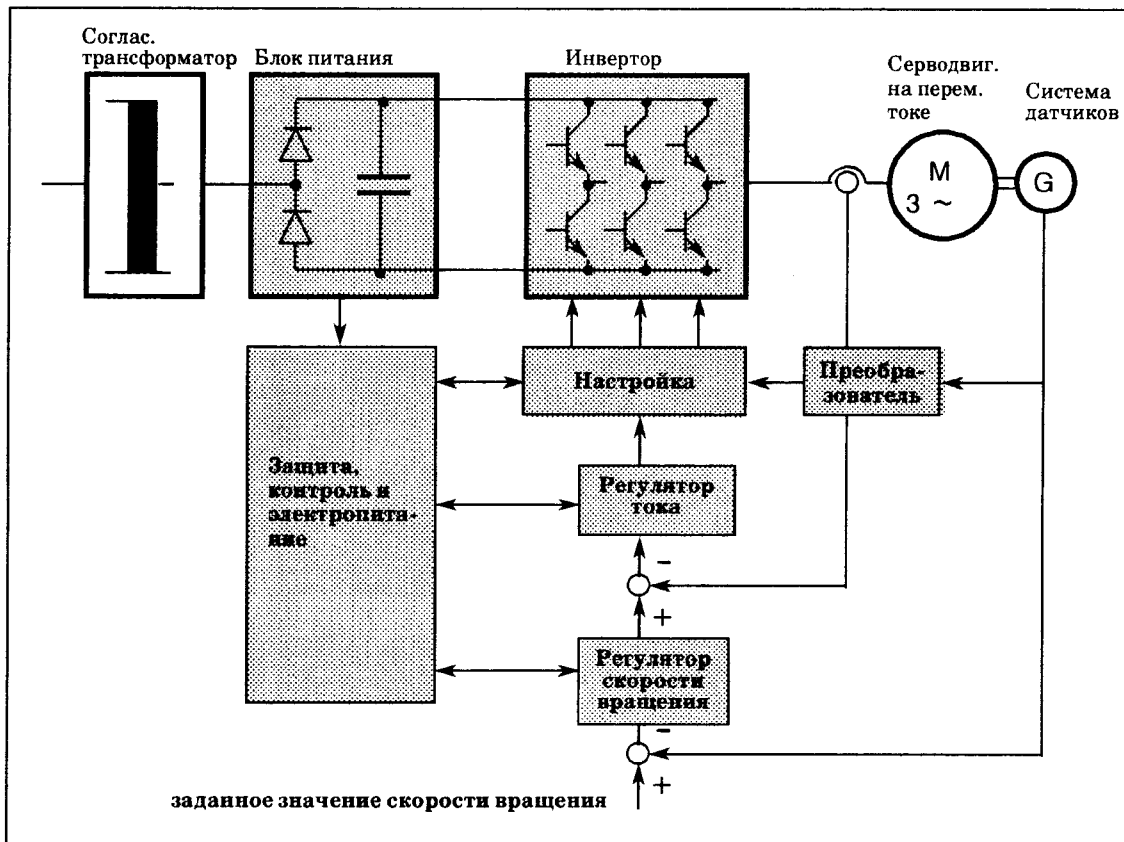 Соглас.
трансформатор
Блок питания
Инвертор
Серводвиг.
на перем.
токе
Система
датчиков
M
3 ~
G
Настройка
Преобра-
зователь
Защита,
контроль и
электропита-
ние
Регулятор
тока
−
+
Регулятор
скорости
вращения
−
+
заданное значение скорости вращения